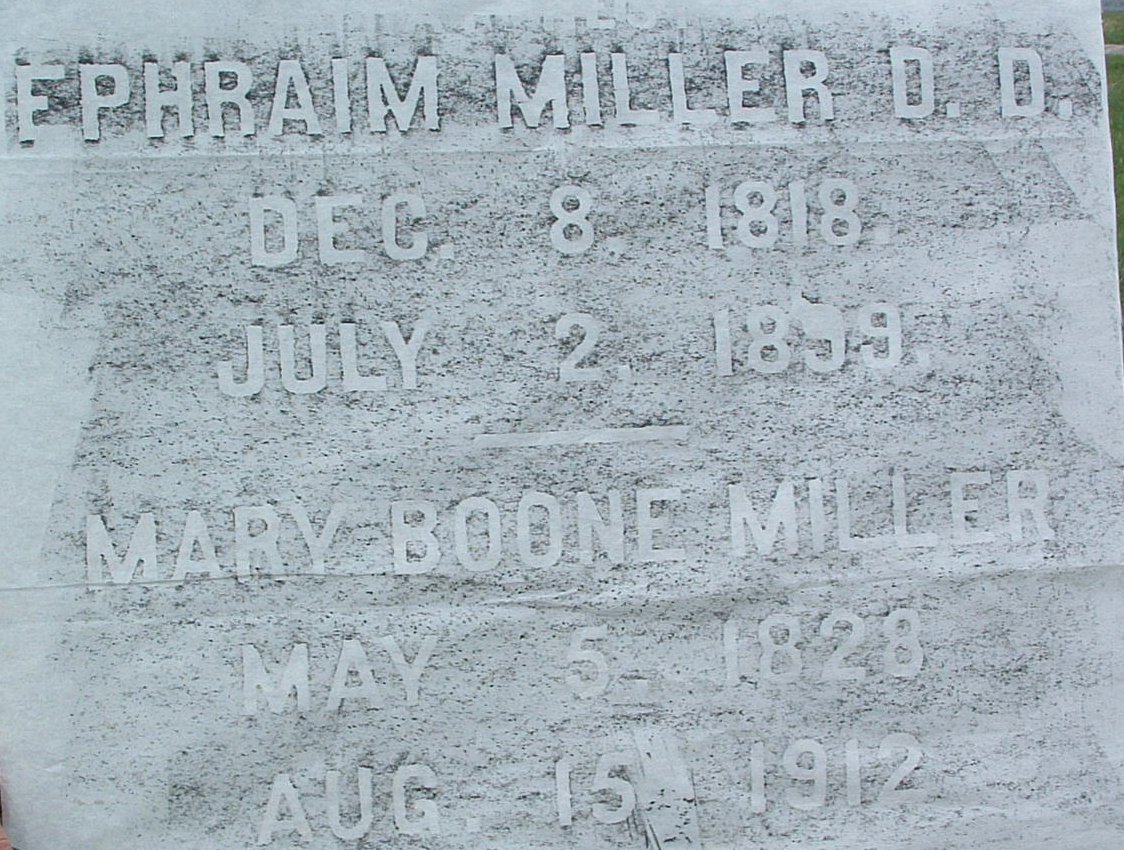 EPHRAIM MILLER D. D.
DEC. 8. 1818.
JULY 2. 1899.
MARY BOONE MILLER
MAY 5. 1828
AUG. 15 1912